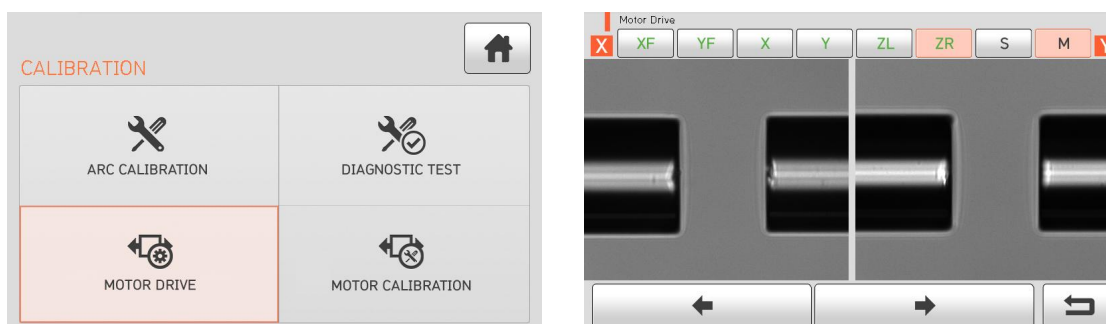 CALIBRATION
ARC CALIBRATION
DIAGNOSTIC TEST
MOTOR DRIVE
MOTOR CALIBRATION
Motor Drive
X XF YF X Y ZL ZR S M Y